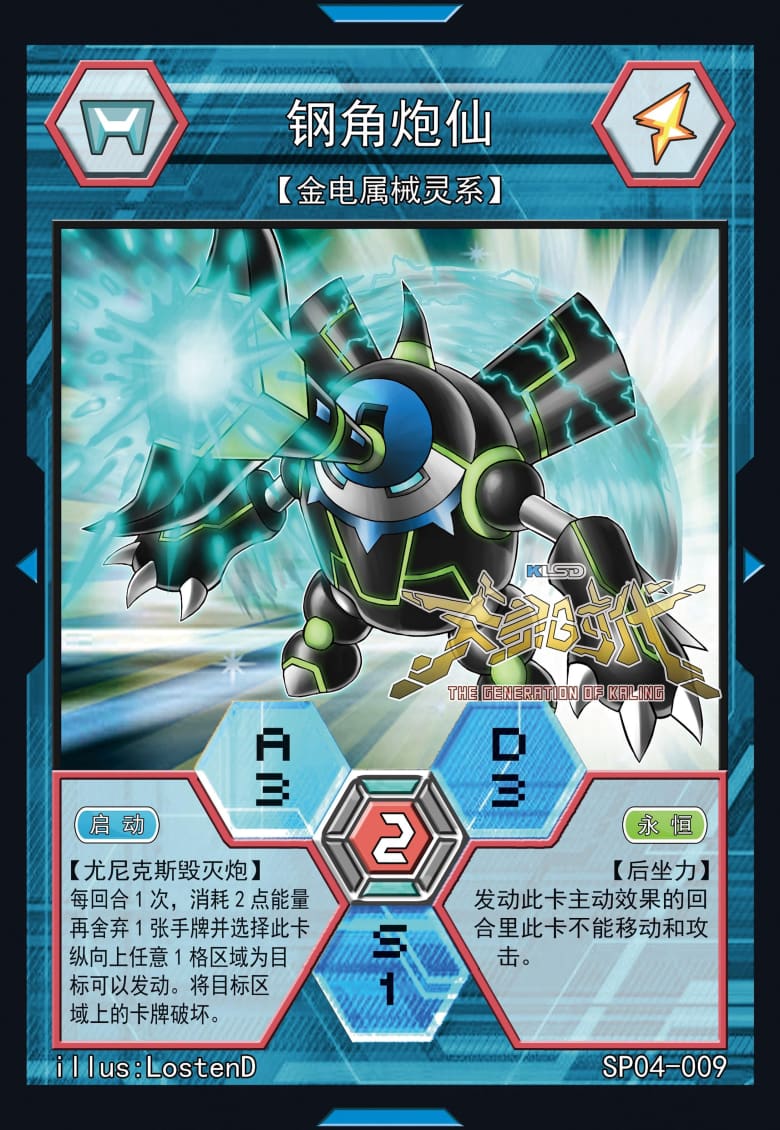 钢角炮仙
【金电属械灵系】
KLSD
THE GENERATION OF KALING
A
3
D
3
2
S
1
启动
【尤尼克斯毁灭炮】
每回合1次，消耗2点能量
再舍弃1张手牌并选择此卡
纵向上任意1格区域为目
标可以发动。将目标区
域上的卡牌破坏。
永恒
【后坐力】
发动此卡主动效果的回
合里此卡不能移动和攻
击。
illus:LostenD
SP04-009